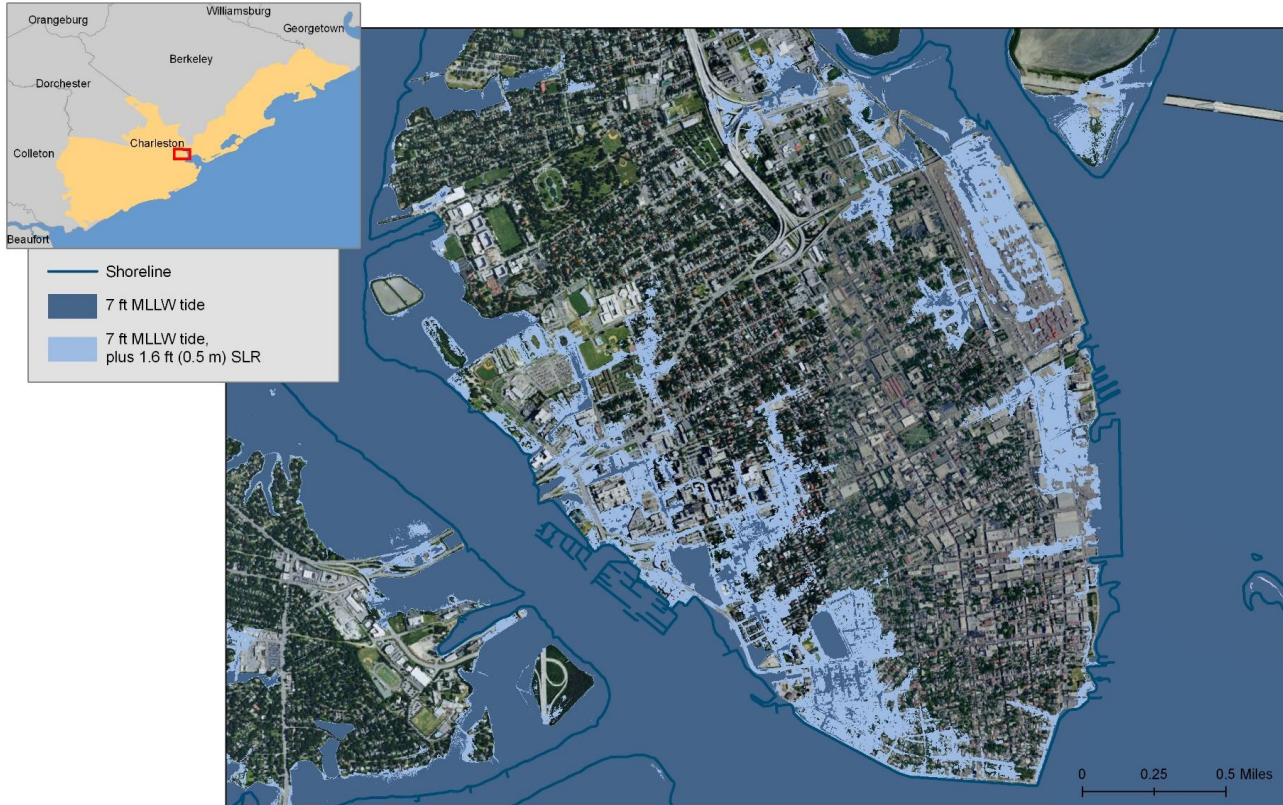 Williamsburg
Orangeburg
Georgetown
Berkeley
Dorchester
Charleston
Colleton
Beaufort
Shoreline
7 ft MLLW tide
7 ft MLLW tide,
plus 1.6 ft (0.5 m) SLR
0 0.25 0.5 Miles